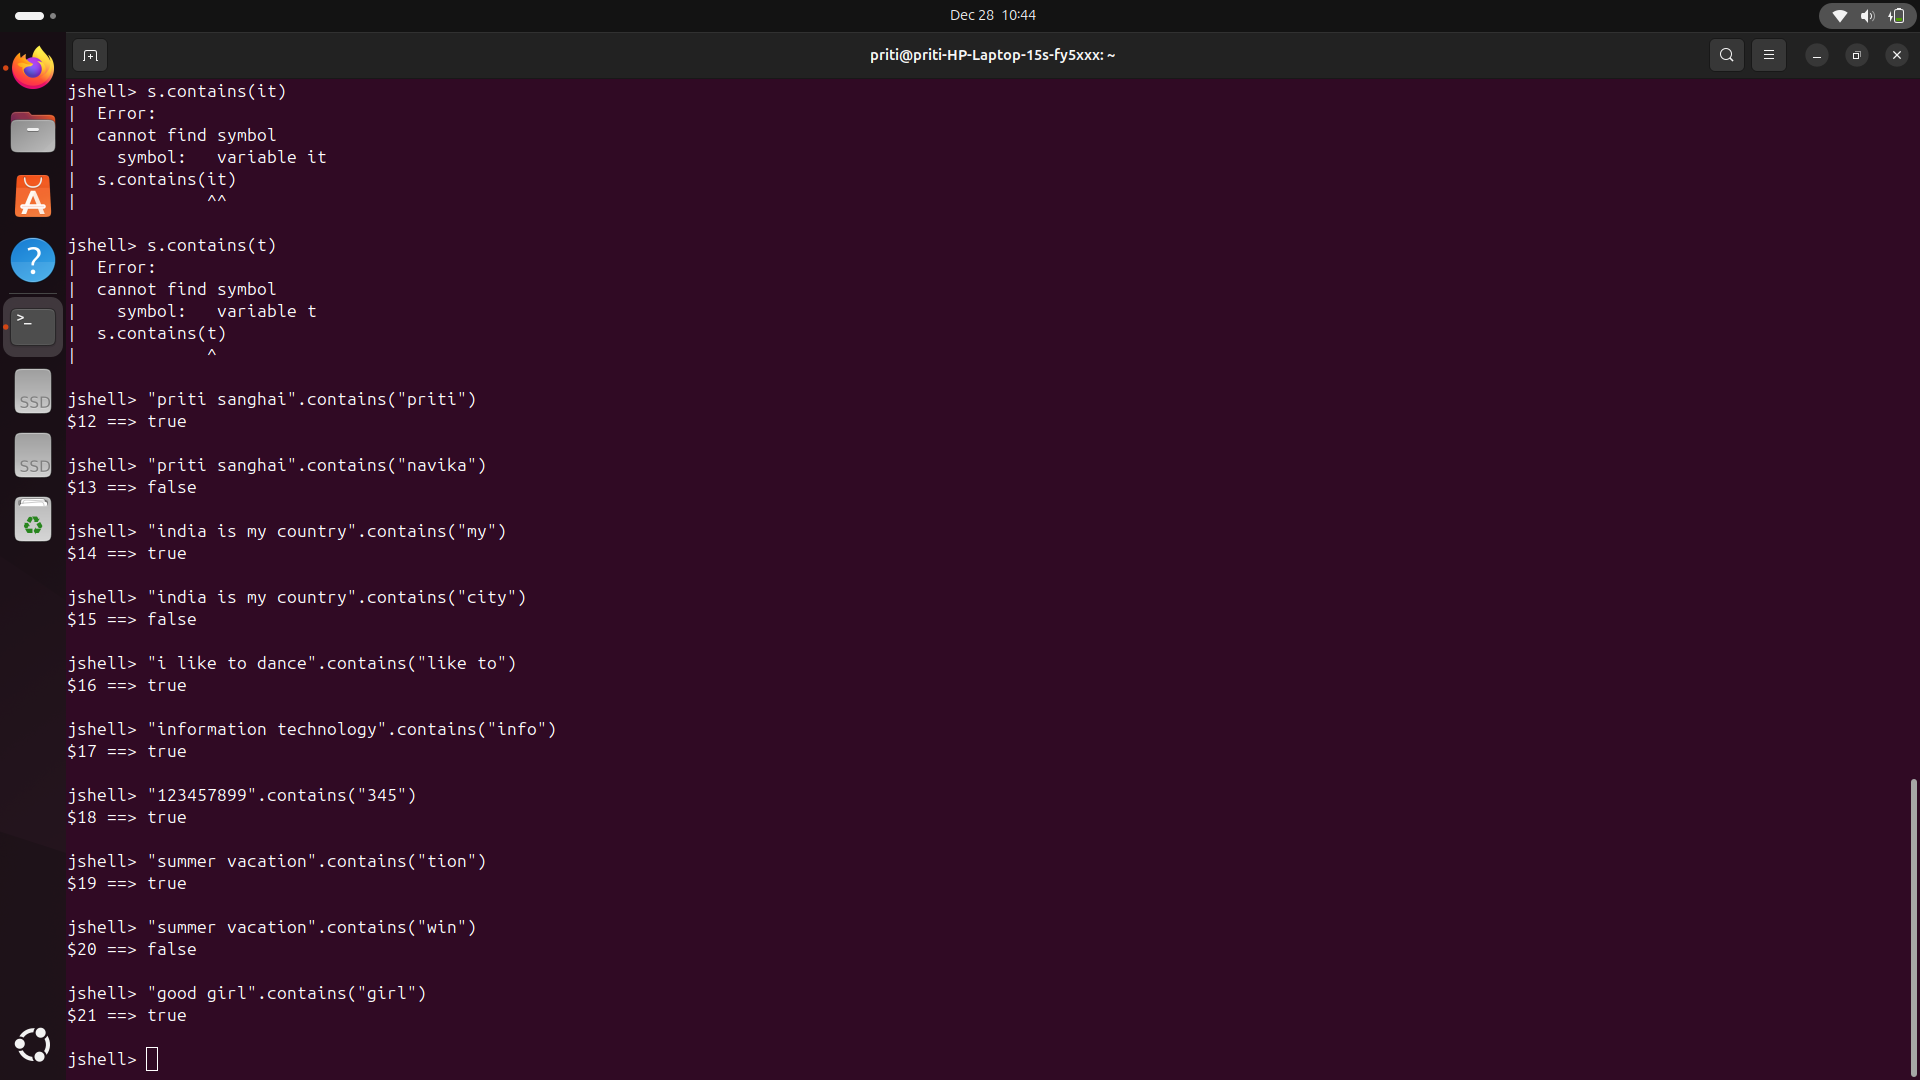 Dec 28  10:44
priti@priti-HP-Laptop-15s-fy5xxx: ~
jshell> s.contains(it)
|  Error:
|  cannot find symbol
|    symbol:   variable it
|  s.contains(it)
|             ^^
jshell> s.contains(t)
|  Error:
|  cannot find symbol
|    symbol:   variable t
|  s.contains(t)
|             ^
jshell> "priti sanghai".contains("priti")
$12 ==> true
jshell> "priti sanghai".contains("navika")
$13 ==> false
jshell> "india is my country".contains("my")
$14 ==> true
jshell> "india is my country".contains("city")
$15 ==> false
jshell> "i like to dance".contains("like to")
$16 ==> true
jshell> "information technology".contains("info")
$17 ==> true
jshell> "123457899".contains("345")
$18 ==> true
jshell> "summer vacation".contains("tion")
$19 ==> true
jshell> "summer vacation".contains("win")
$20 ==> false
jshell> "good girl".contains("girl")
$21 ==> true
jshell>
>_
SSD
SSD